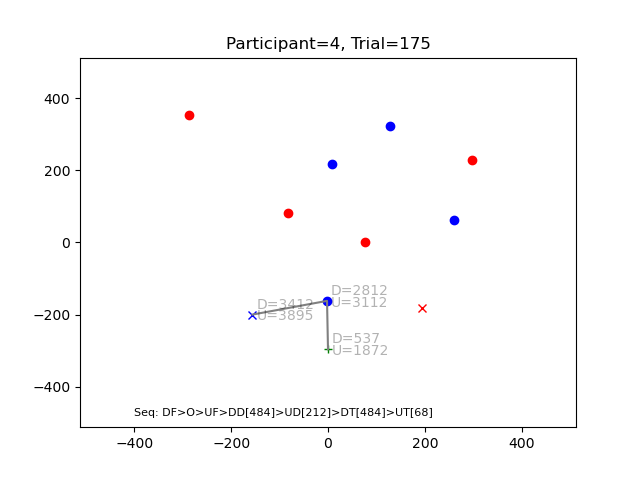 Participant=4, Trial=175
400
200
0
−200
−400
D=2812
U=3112
D=3412
U=3895
D=537
U=1872
Seq: DF>O>UF>DD[484]>UD[212]>DT[484]>UT[68]
−400
−200
0
200
400